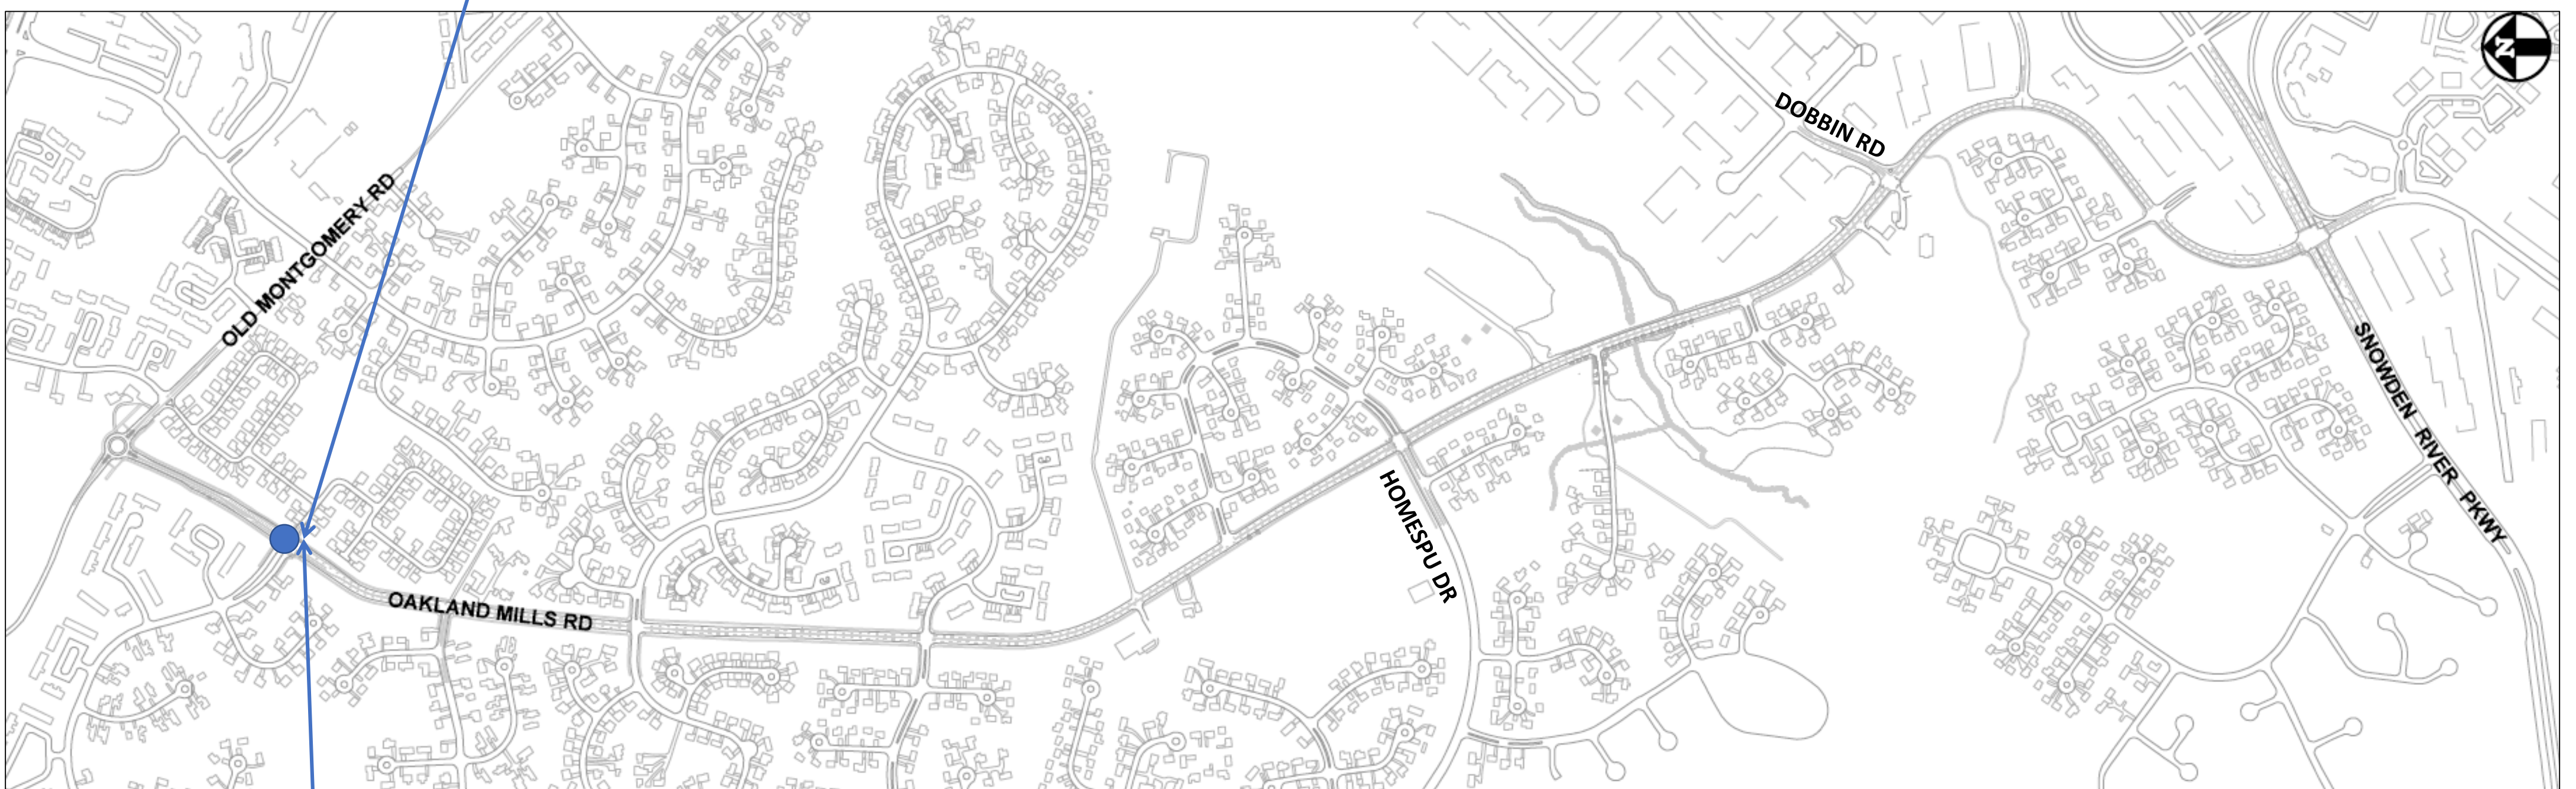 N
DOBBIN RD
OLD MONTGOMERY RD
SNOWDEN RIVER PKWY
HOMESPU DR
OAKLAND MILLS RD